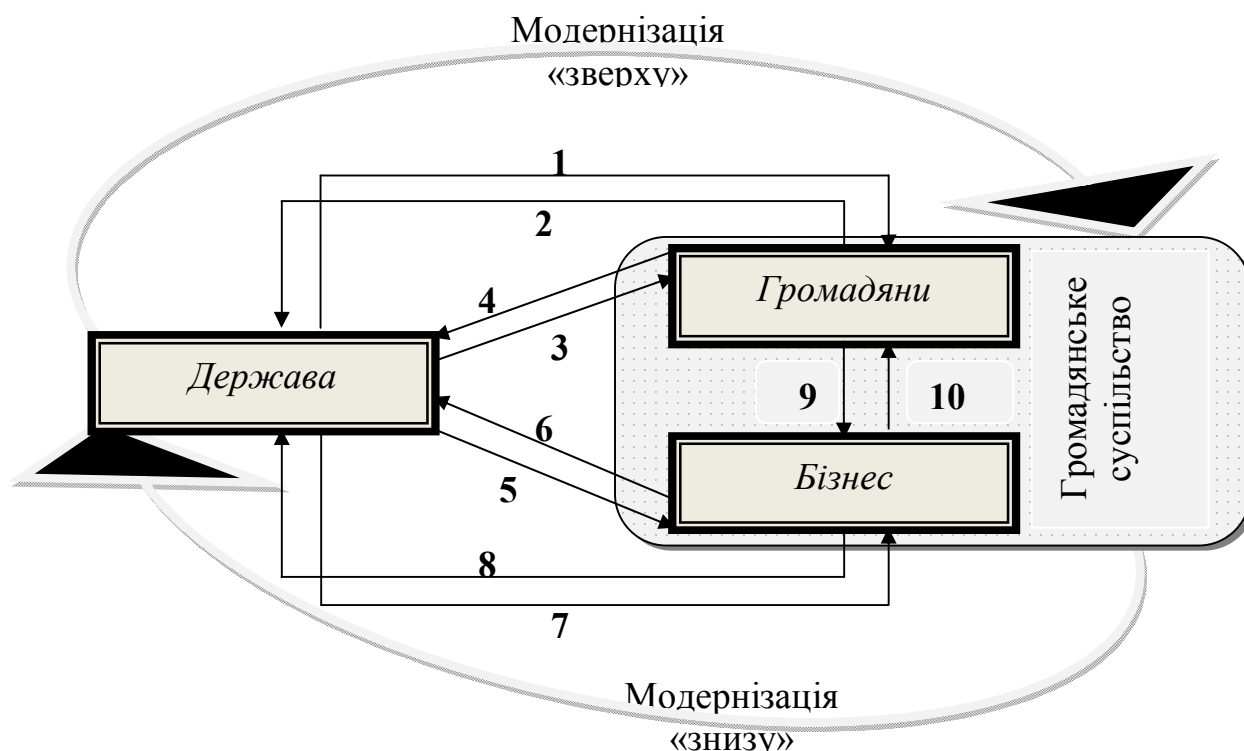 Модернізація
«зверху»
1
2
4
3
Громадяни
Держава
9
10
6
5
Бізнес
Громадянське
суспільство
8
7
Модернізація
«знизу»